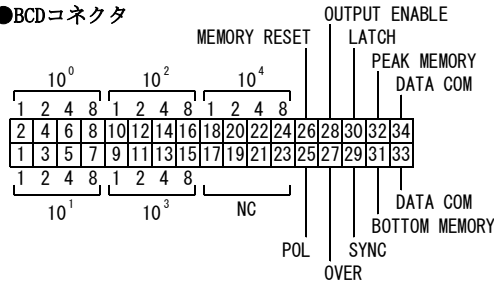 ●BCDコネクタ
OUTPUT ENABLE
MEMORY RESET
LATCH
PEAK MEMORY
DATA COM
10⁰ 10² 10⁴
1 2 4 8 1 2 4 8 1 2 4 8
2 4 6 8 10 12 14 16 18 20 22 24 26 28 30 32 34
1 3 5 7 9 11 13 15 17 19 21 23 25 27 29 31 33
1 2 4 8 1 2 4 8
10¹ 10³ NC
DATA COM
BOTTOM MEMORY
POL
SYNC
OVER